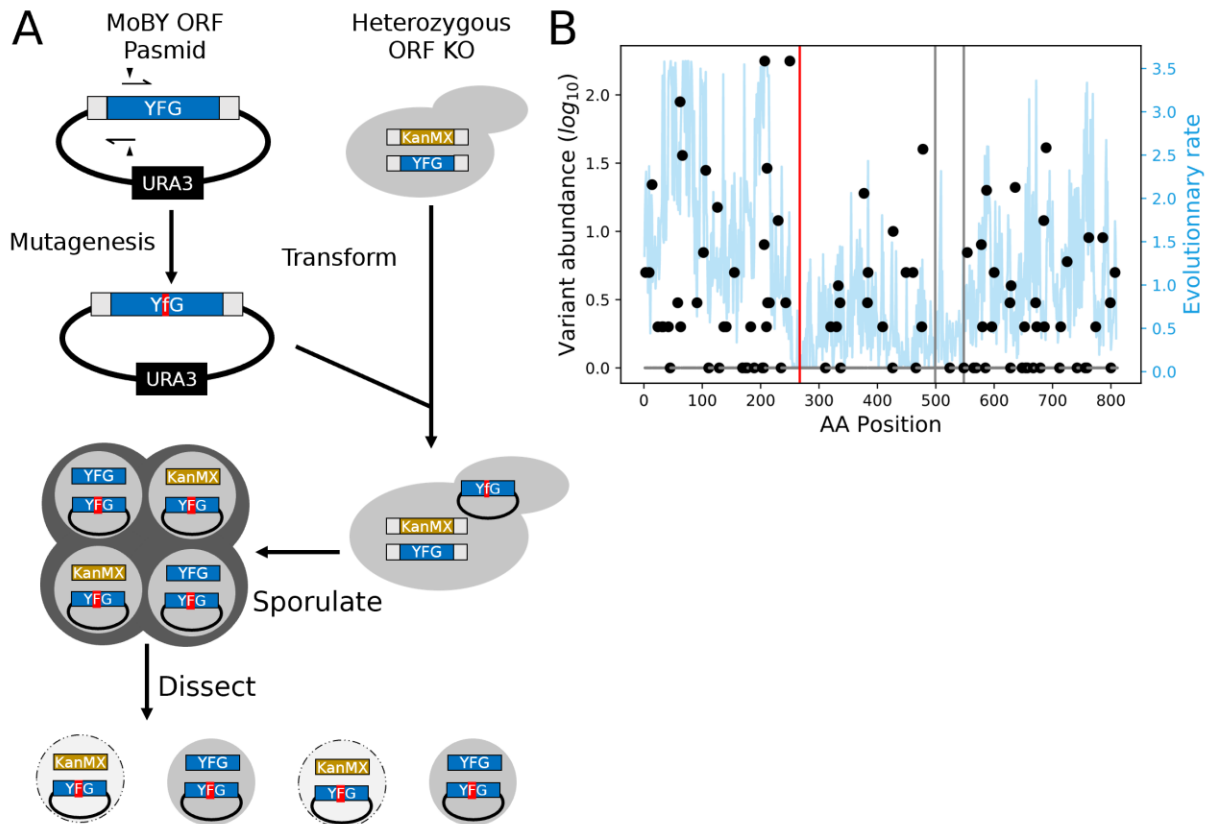 A
MoBY ORF
Pasmid
Heterozygous
ORF KO
YFG
URA3
KanMX
YFG
Mutagenesis
Transform
YfG
URA3
YFG
KanMX
YFG
YFG
KanMX
YFG
YFG
YFG
YfG
KanMX
YFG
Sporulate
Dissect
KanMX
YFG
KanMX
YFG
YFG
YFG
YFG
YFG
B
Variant abundance (log10)
2.0
1.5
1.0
0.5
0.0
0 100 200 300 400 500 600 700 800
AA Position
3.5
3.0
2.5
2.0
1.5
1.0
0.5
0.0
Evolutionnary rate